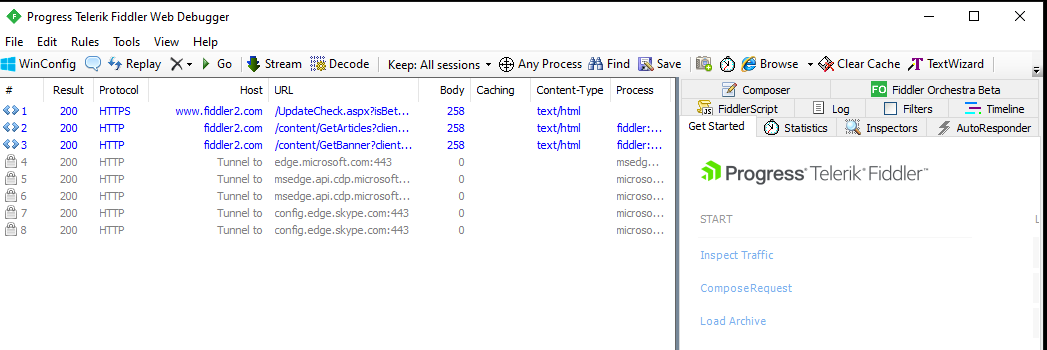 Progress Telerik Fiddler Web Debugger
File Edit Rules Tools View Help
WinConfig Replay Go Stream Decode Keep: All sessions Any Process Find Save Browse Clear Cache TextWizard
# Result Protocol Host URL Body Caching Content-Type Process
1 200 HTTPS www.fiddler2.com /UpdateCheck.aspx?isBet... 258 text/html
2 200 HTTP fiddler2.com /content/GetArticles?clien... 258 text/html fiddler:...
3 200 HTTP fiddler2.com /content/GetBanner?client... 258 text/html fiddler:...
4 200 HTTP Tunnel to edge.microsoft.com:443 0 msedg...
5 200 HTTP Tunnel to msedge.api.cdp.microsoft... 0 microso...
6 200 HTTP Tunnel to msedge.api.cdp.microsoft... 0 microso...
7 200 HTTP Tunnel to config.edge.skype.com:443 0 microso...
8 200 HTTP Tunnel to config.edge.skype.com:443 0 microso...
Composer FO Fiddler Orchestra Beta
FiddlerScript Log Filters Timeline
Get Started Statistics Inspectors AutoResponder
Progress® Telerik® Fiddler™
START L
Inspect Traffic
Compose Request
Load Archive